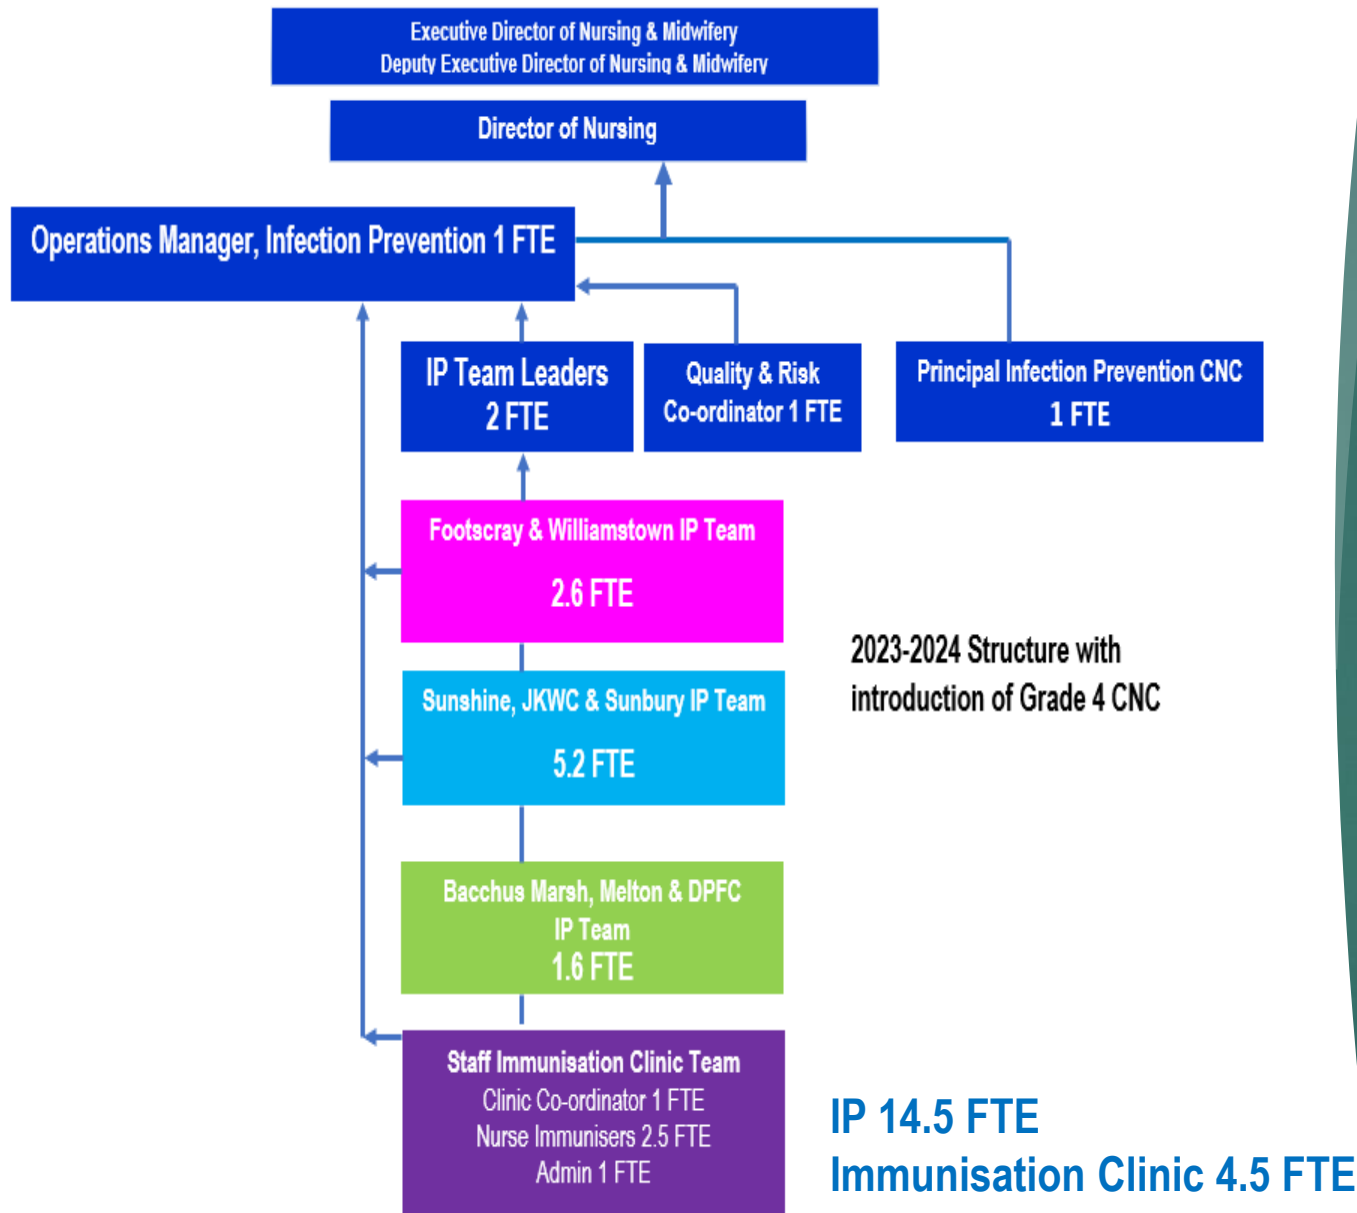 Executive Director of Nursing & Midwifery
Deputy Executive Director of Nursing & Midwifery
Director of Nursing
Operations Manager, Infection Prevention 1 FTE
IP Team Leaders
2 FTE
Quality & Risk
Co-ordinator 1 FTE
Principal Infection Prevention CNC
1 FTE
Footscray & Williamstown IP Team
2.6 FTE
2023-2024 Structure with
introduction of Grade 4 CNC
Sunshine, JKWC & Sunbury IP Team
5.2 FTE
Bacchus Marsh, Melton & DPFC
IP Team
1.6 FTE
Staff Immunisation Clinic Team
Clinic Co-ordinator 1 FTE
Nurse Immunisers 2.5 FTE
Admin 1 FTE
IP 14.5 FTE
Immunisation Clinic 4.5 FTE